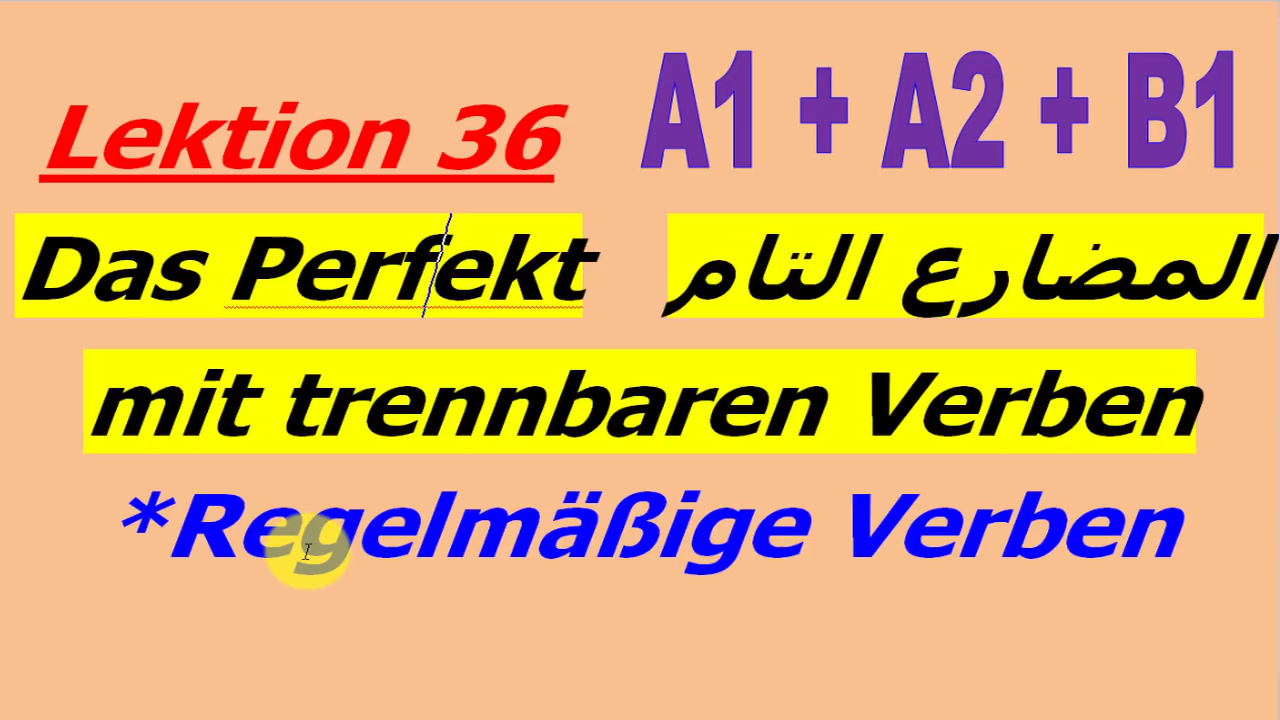 Lektion 36 A1 + A2 + B1
Das Perfekt المضارع التام
mit trennbaren Verben
*Regelmäßige Verben